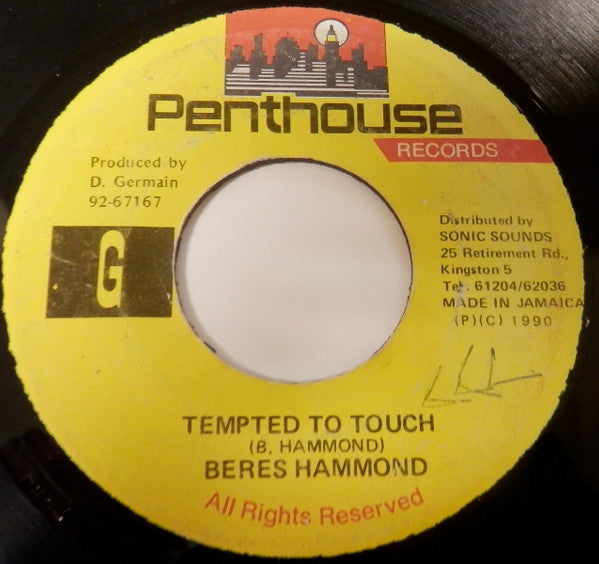 Penthouse
RECORDS
Produced by
D. Germain
92-67167
G
Distributed by
SONIC SOUNDS
25 Retirement Rd.,
Kingston 5
Tel: 61204/62036
MADE IN JAMAICA
(P)(C) 1990
TEMPTED TO TOUCH
(B. HAMMOND)
BERES HAMMOND
All Rights Reserved